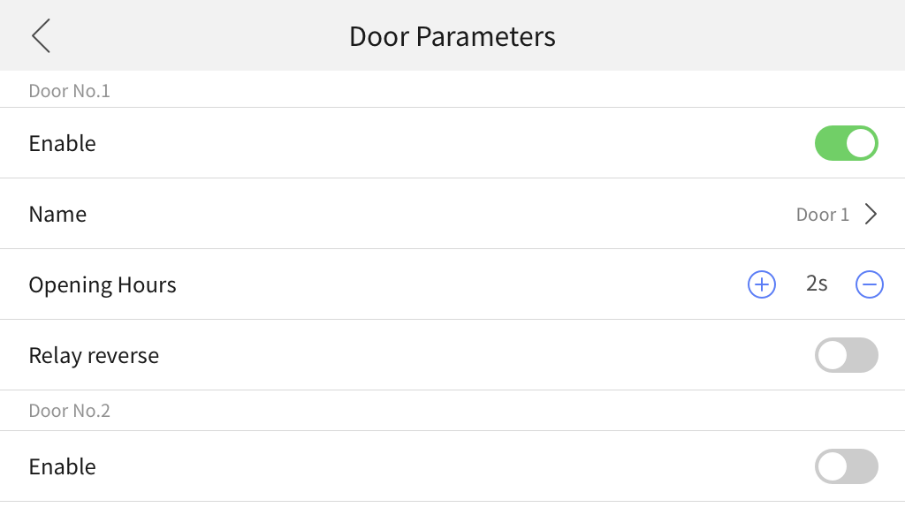 Door Parameters
Door No.1
Enable
Name Door 1
Opening Hours 2s
Relay reverse
Door No.2
Enable